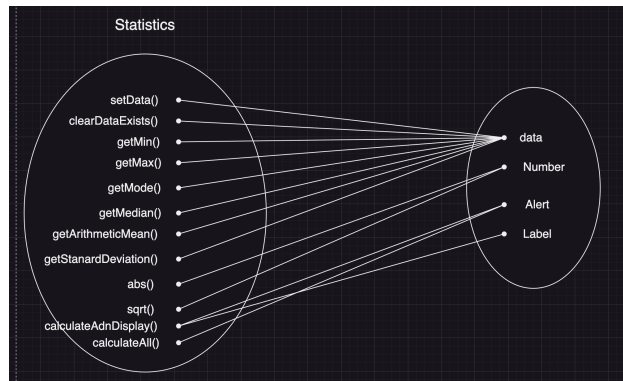 Statistics
setData()
clearDataExists()
getMin()
getMax()
getMode()
getMedian()
getArithmeticMean()
getStanardDeviation()
abs()
sqrt()
calculateAdnDisplay()
calculateAll()
data
Number
Alert
Label